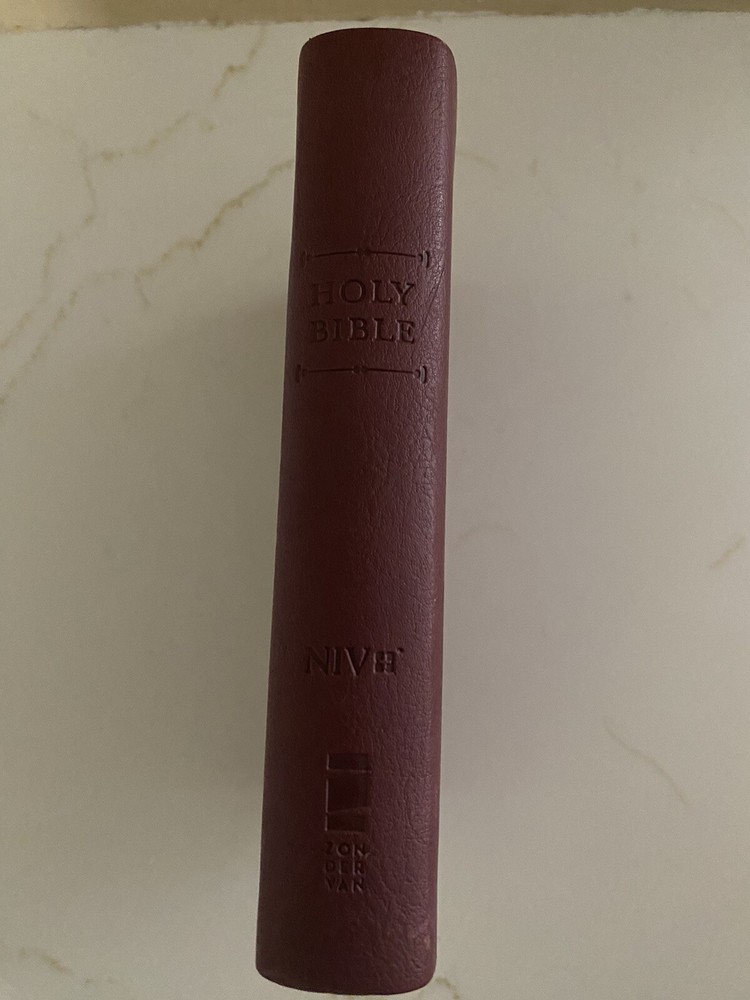 HOLY
BIBLE
NIV
ZON
DER
VAN